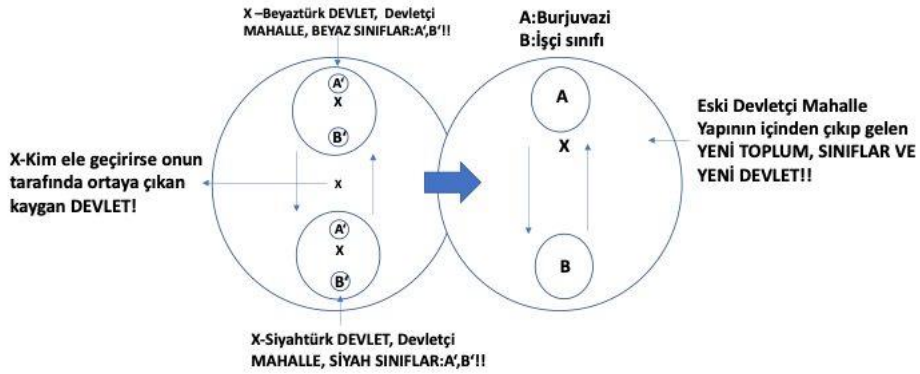 X –Beyaztürk DEVLET, Devletçi
MAHALLE, BEYAZ SINIFLAR:A',B'!!
A:Burjuvazi
B:İşçi sınıfı
A'
X
B'
A
X
Eski Devletçi Mahalle
Yapının içinden çıkıp gelen
YENİ TOPLUM, SINIFLAR VE
YENİ DEVLET!!
X-Kim ele geçirirse onun
tarafında ortaya çıkan
kaygan DEVLET!
X
A'
X
B'
B
X-Siyahtürk DEVLET, Devletçi
MAHALLE, SİYAH SINIFLAR:A',B'!!